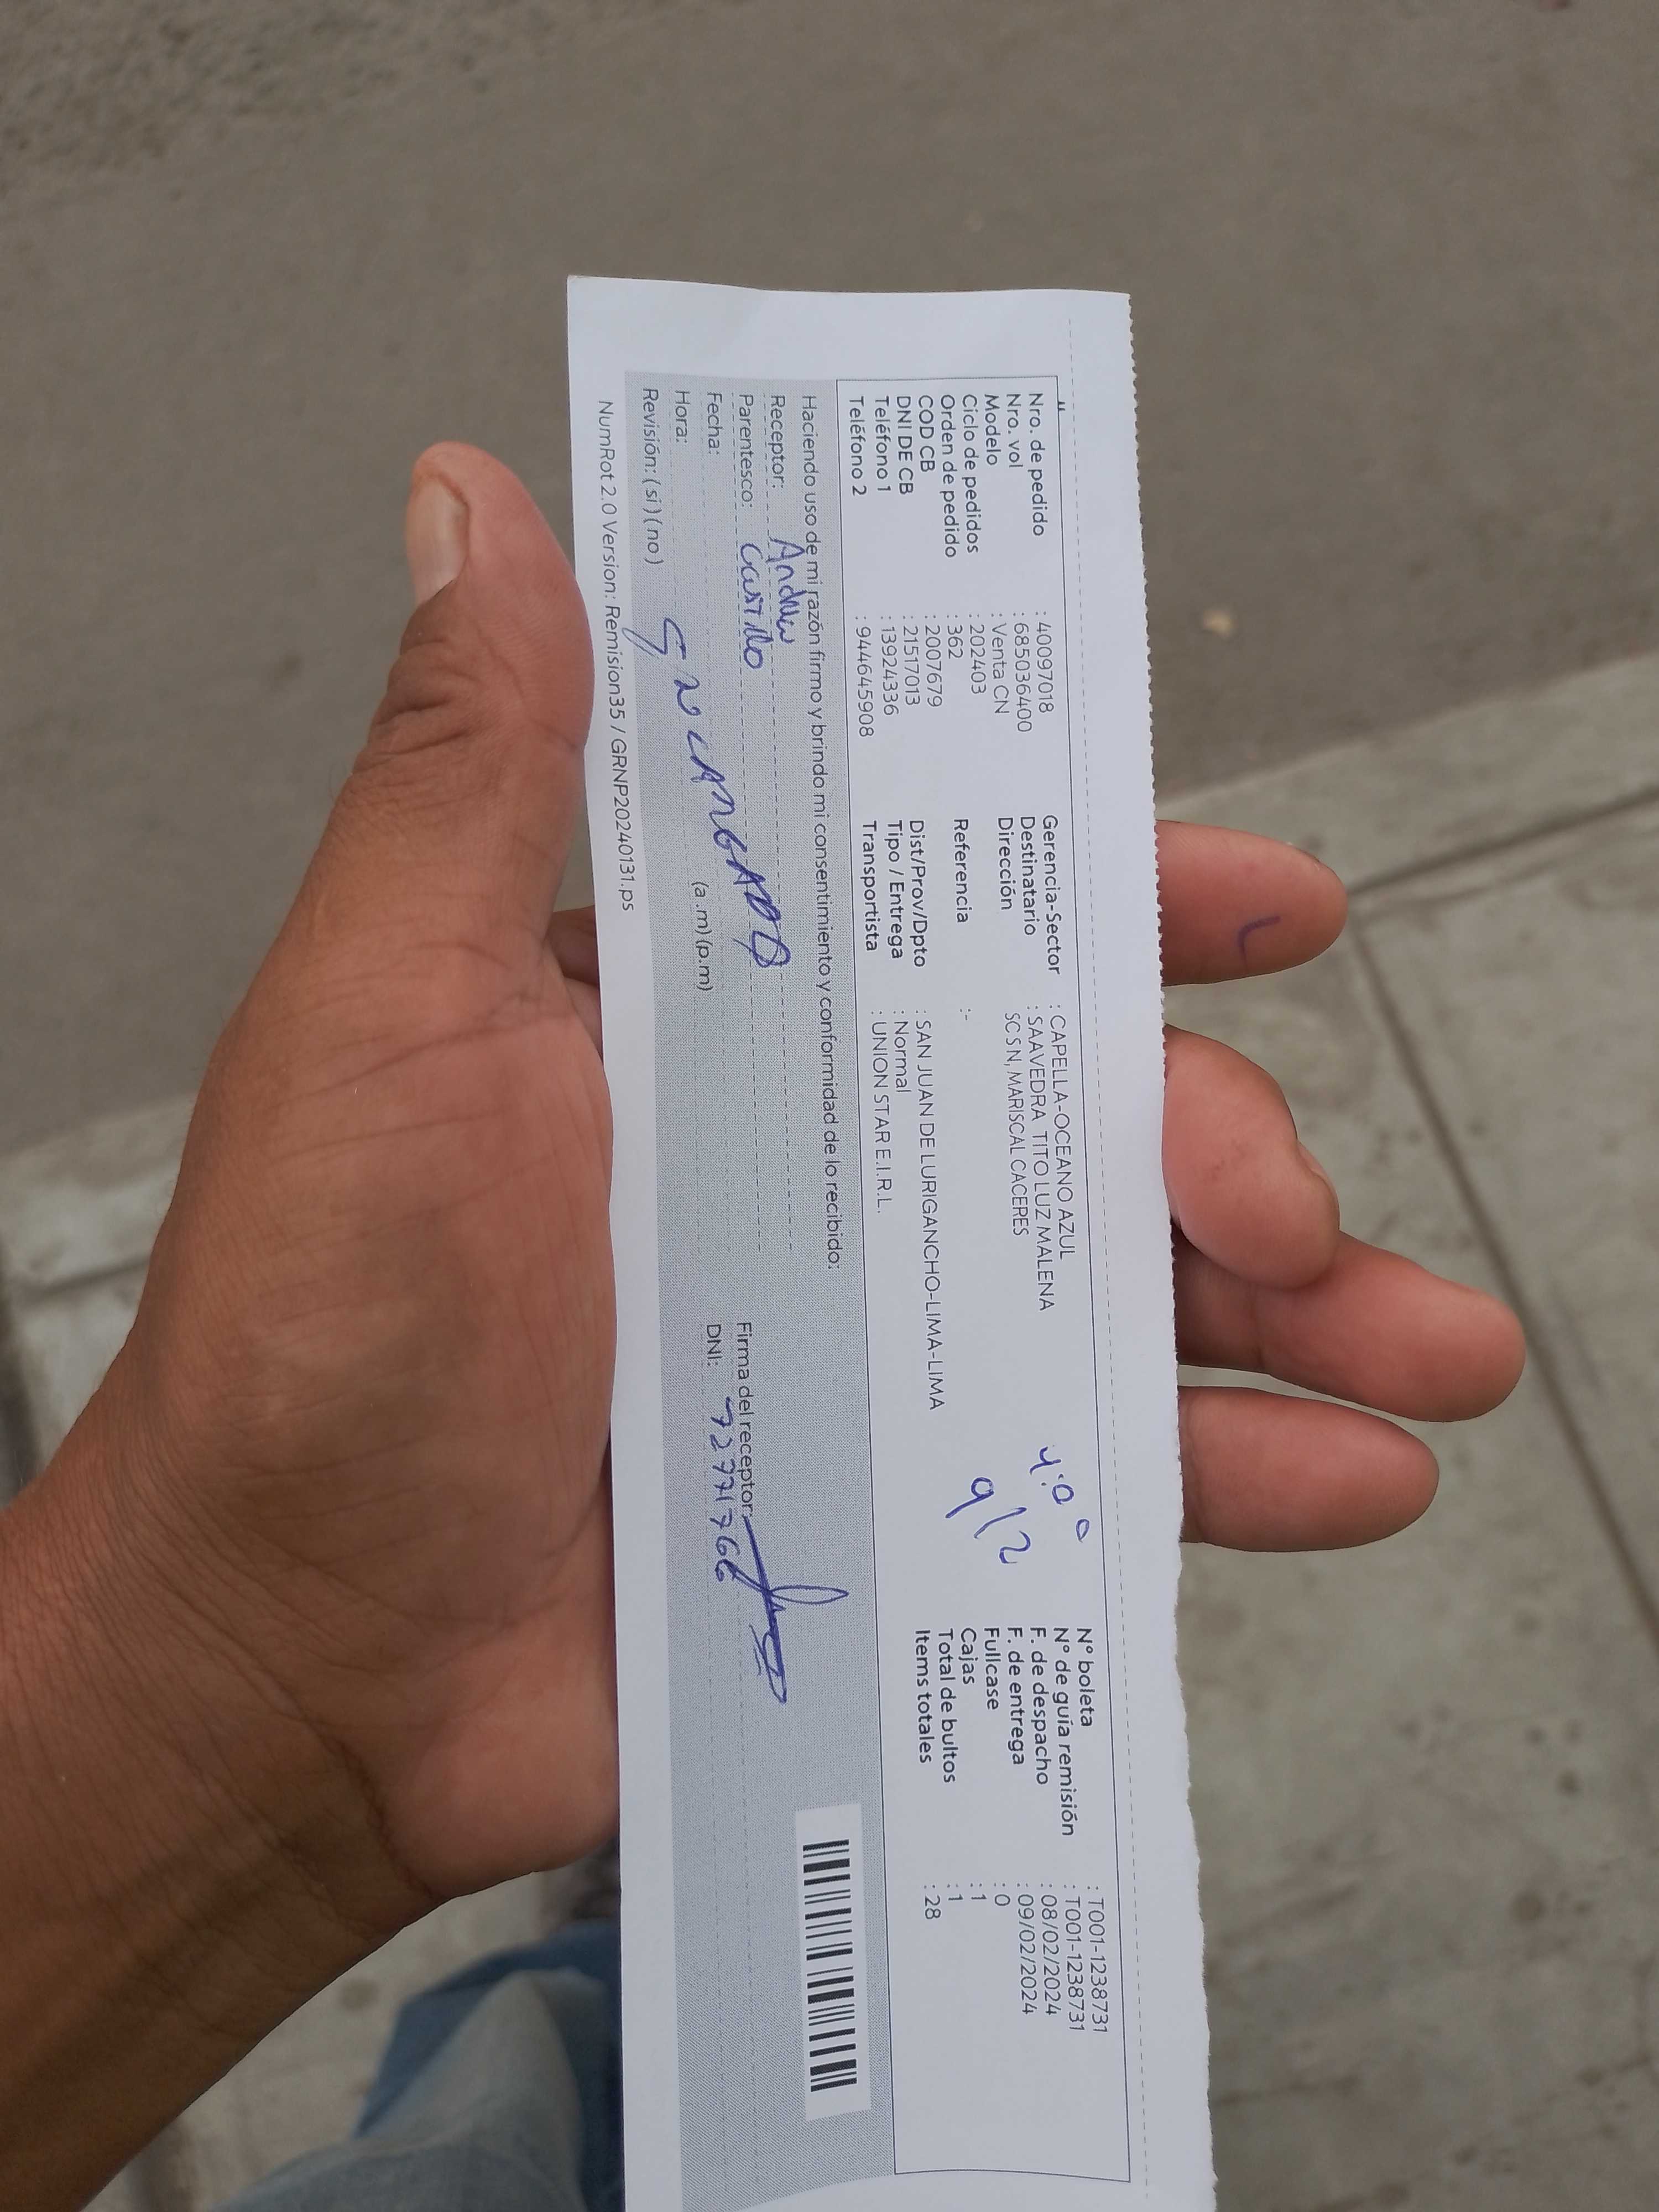 Nro. de pedido : 40097018
Nro. vol : 685036400
Modelo : Venta CN
Ciclo de pedidos : 202403
Orden de pedido : 362
COD CB : 2007679
DNI DE CB : 21517013
Teléfono 1 : 13924336
Teléfono 2 : 944645908
Gerencia-Sector : CAPELLA-OCEANO AZUL
Destinatario : SAAVEDRA TITO LUZ MALENA
Dirección SC SN, MARISCAL CACERES
Referencia :-
Dist/Prov/Dpto : SAN JUAN DE LURIGANCHO-LIMA-LIMA
Tipo / Entrega : Normal
Transportista : UNION STAR E.I.R.L.
9/2
N° boleta : T001-1238731
N° de guía remisión : T001-1238731
F. de despacho : 08/02/2024
F. de entrega : 09/02/2024
Fullcase : 0
Cajas : 1
Total de bultos : 1
Items totales : 28
Haciendo uso de mi razón firmo y brindo mi consentimiento y conformidad de lo recibido:
Receptor: Andrew
Parentesco: Castillo
Fecha:
Hora: (a.m) (p.m)
Revisión: (si) (no)
Firma del receptor:
DNI: 72771766
NumRot 2.0 Version: Remision35 / GRNP20240131.ps